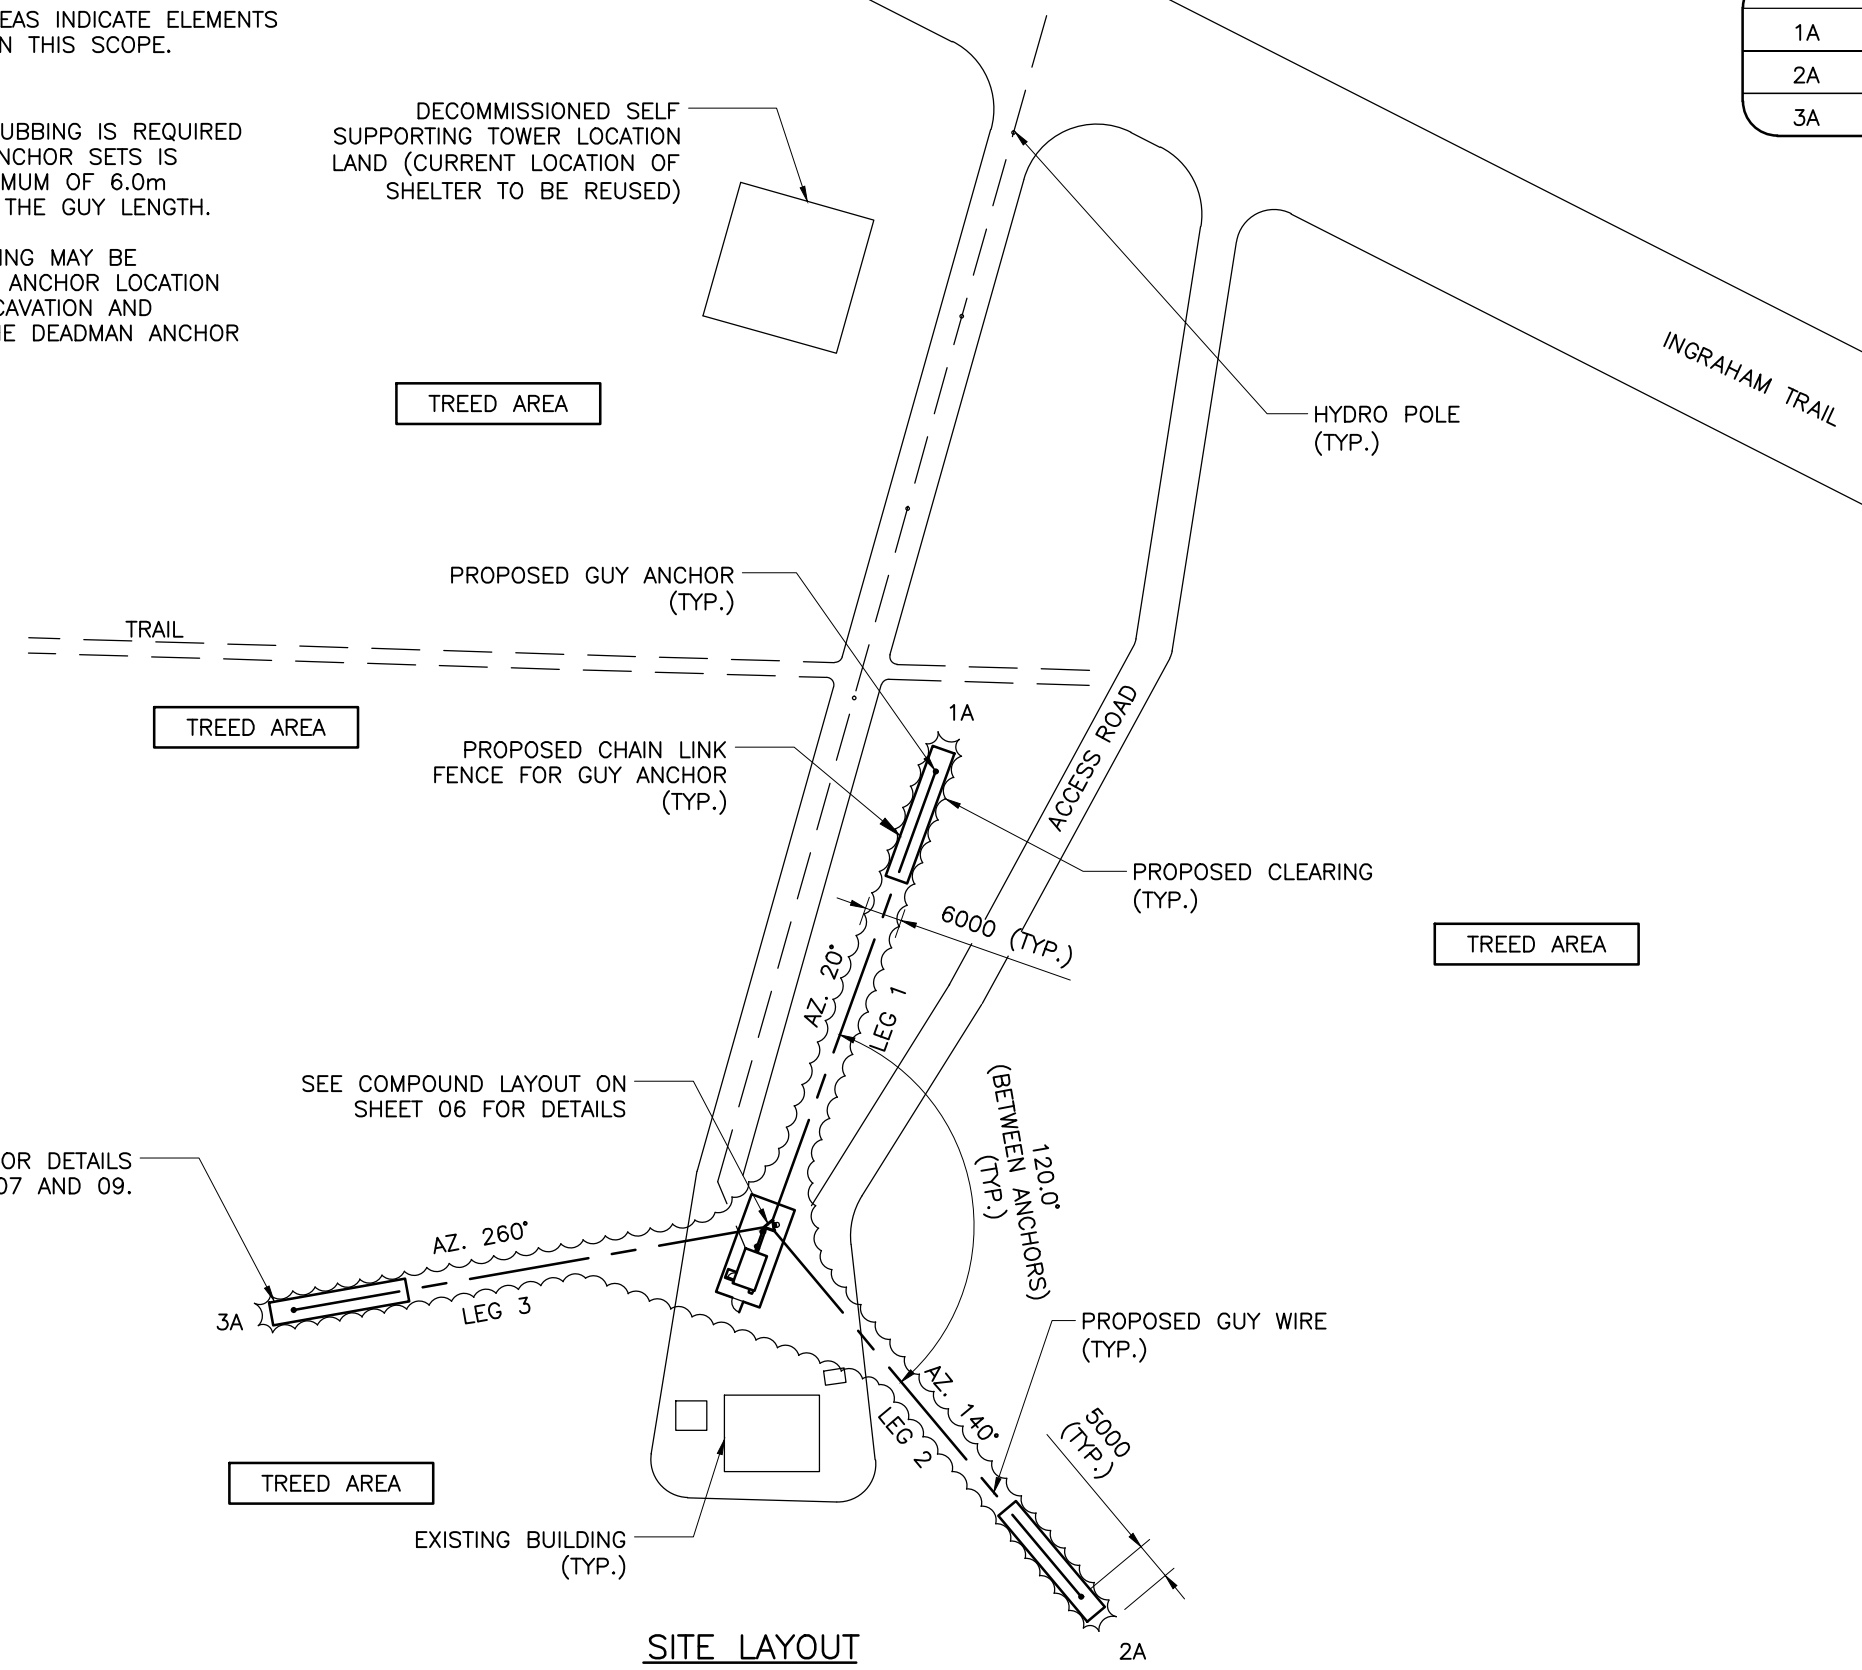 EAS INDICATE ELEMENTS
N THIS SCOPE.
UBBING IS REQUIRED
NCHOR SETS IS
MUM OF 6.0m
THE GUY LENGTH.
ING MAY BE
ANCHOR LOCATION
CAVATION AND
HE DEADMAN ANCHOR
1A
2A
3A
DECOMMISSIONED SELF
SUPPORTING TOWER LOCATION
LAND (CURRENT LOCATION OF
SHELTER TO BE REUSED)
INGRAHAM TRAIL
TREED AREA
HYDRO POLE
(TYP.)
PROPOSED GUY ANCHOR
(TYP.)
TRAIL
TREED AREA
1A
ACCESS ROAD
PROPOSED CHAIN LINK
FENCE FOR GUY ANCHOR
(TYP.)
PROPOSED CLEARING
(TYP.)
6000 (TYP.)
TREED AREA
AZ. 20°
LEG 1
SEE COMPOUND LAYOUT ON
SHEET 06 FOR DETAILS
120.0°
(BETWEEN ANCHORS)
(TYP.)
OR DETAILS
07 AND 09.
AZ. 260°
LEG 3
3A
PROPOSED GUY WIRE
(TYP.)
AZ. 140°
LEG 2
5000
(TYP.)
TREED AREA
EXISTING BUILDING
(TYP.)
2A
SITE LAYOUT